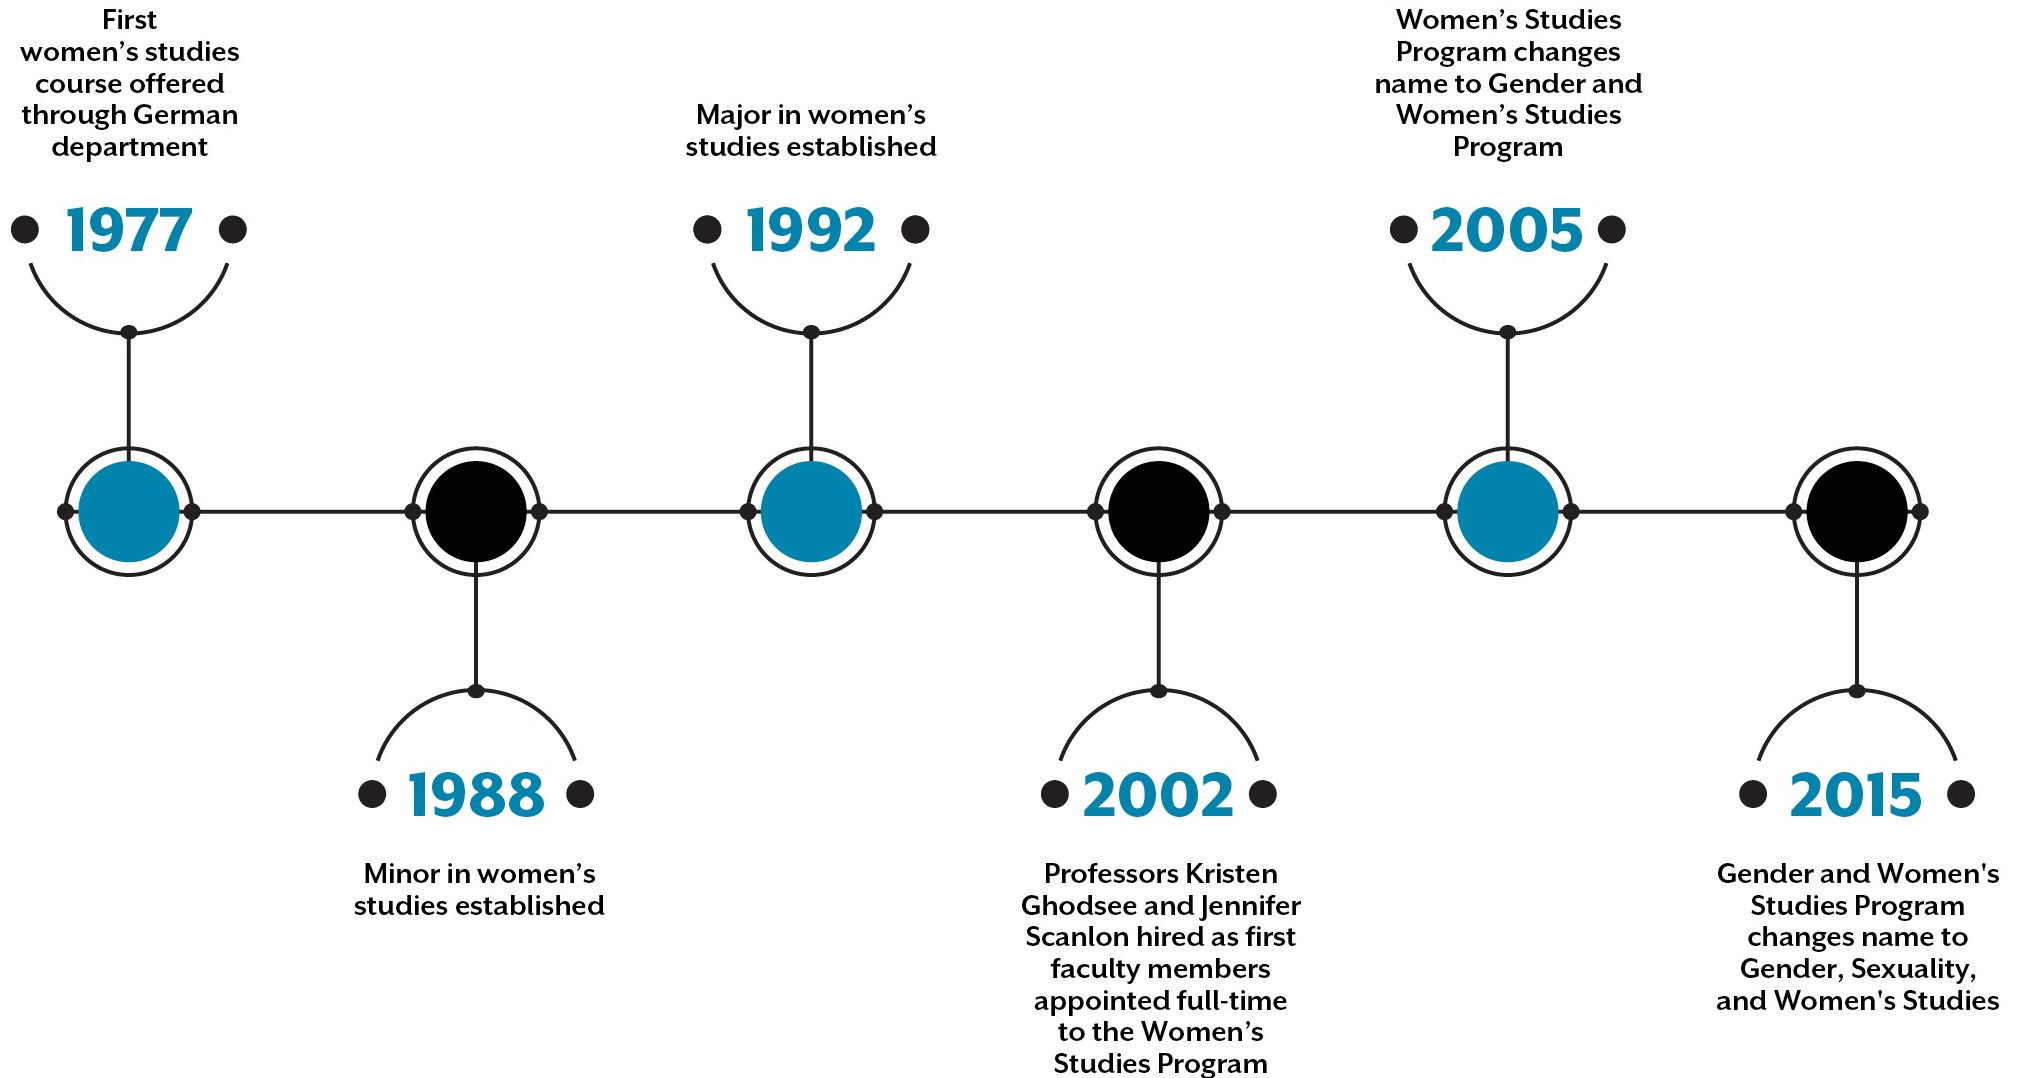 First
women’s studies
course offered
through German
department
1977
Minor in women’s
studies established
1988
Major in women’s
studies established
1992
Professors Kristen
Ghodsee and Jennifer
Scanlon hired as first
faculty members
appointed full-time
to the Women’s
Studies Program
2002
Women’s Studies
Program changes
name to Gender and
Women’s Studies
Program
2005
2015
Gender and Women's
Studies Program
changes name to
Gender, Sexuality,
and Women's Studies